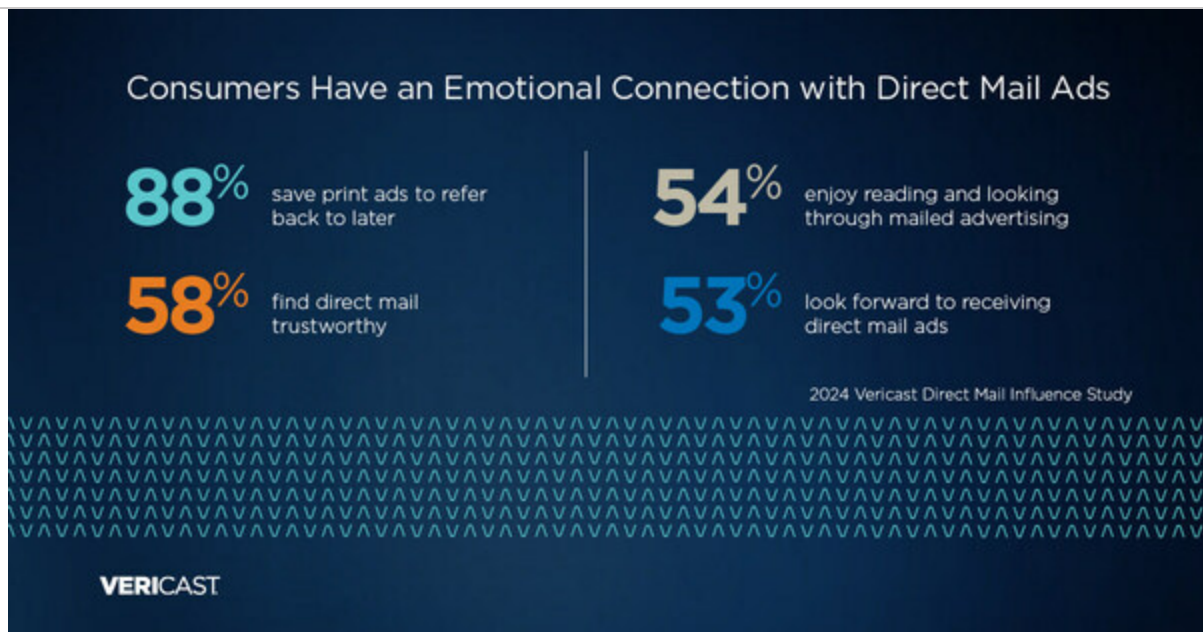 Consumers Have an Emotional Connection with Direct Mail Ads
88%
save print ads to refer
back to later
58%
find direct mail
trustworthy
54%
enjoy reading and looking
through mailed advertising
53%
look forward to receiving
direct mail ads
2024 Vericast Direct Mail Influence Study
VERICAST